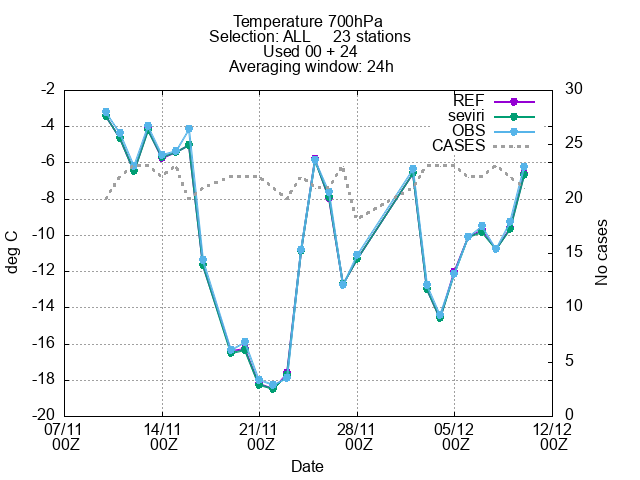 Temperature 700hPa
Selection: ALL 23 stations
Used 00 + 24
Averaging window: 24h
-2 30
REF
seviri
OBS
CASES
-4
-6 25
-8 20
-10
-12 15
-14 10
-16
-18 5
-20 0
deg C
No cases
07/11 14/11 21/11 28/11 05/12 12/12
00Z 00Z 00Z 00Z 00Z 00Z
Date